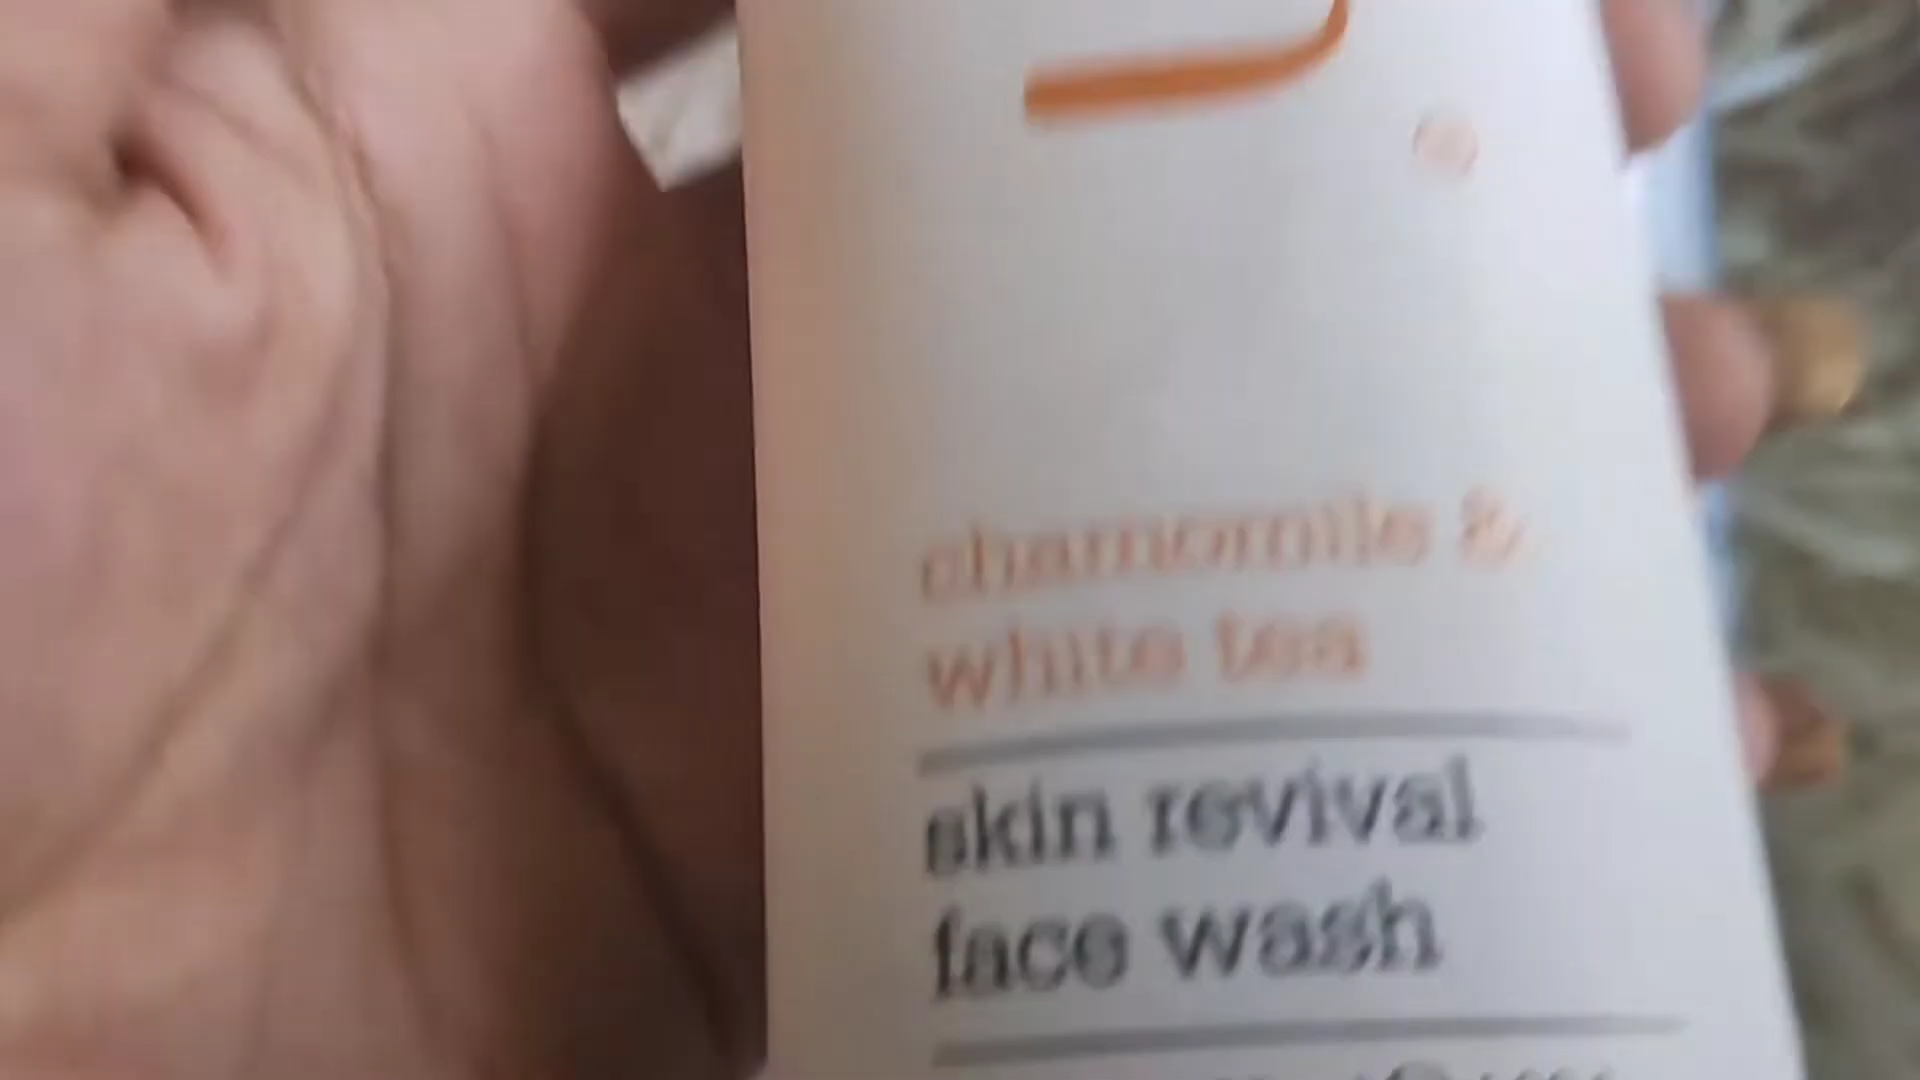 chamomile &
white tea
skin revival
face wash